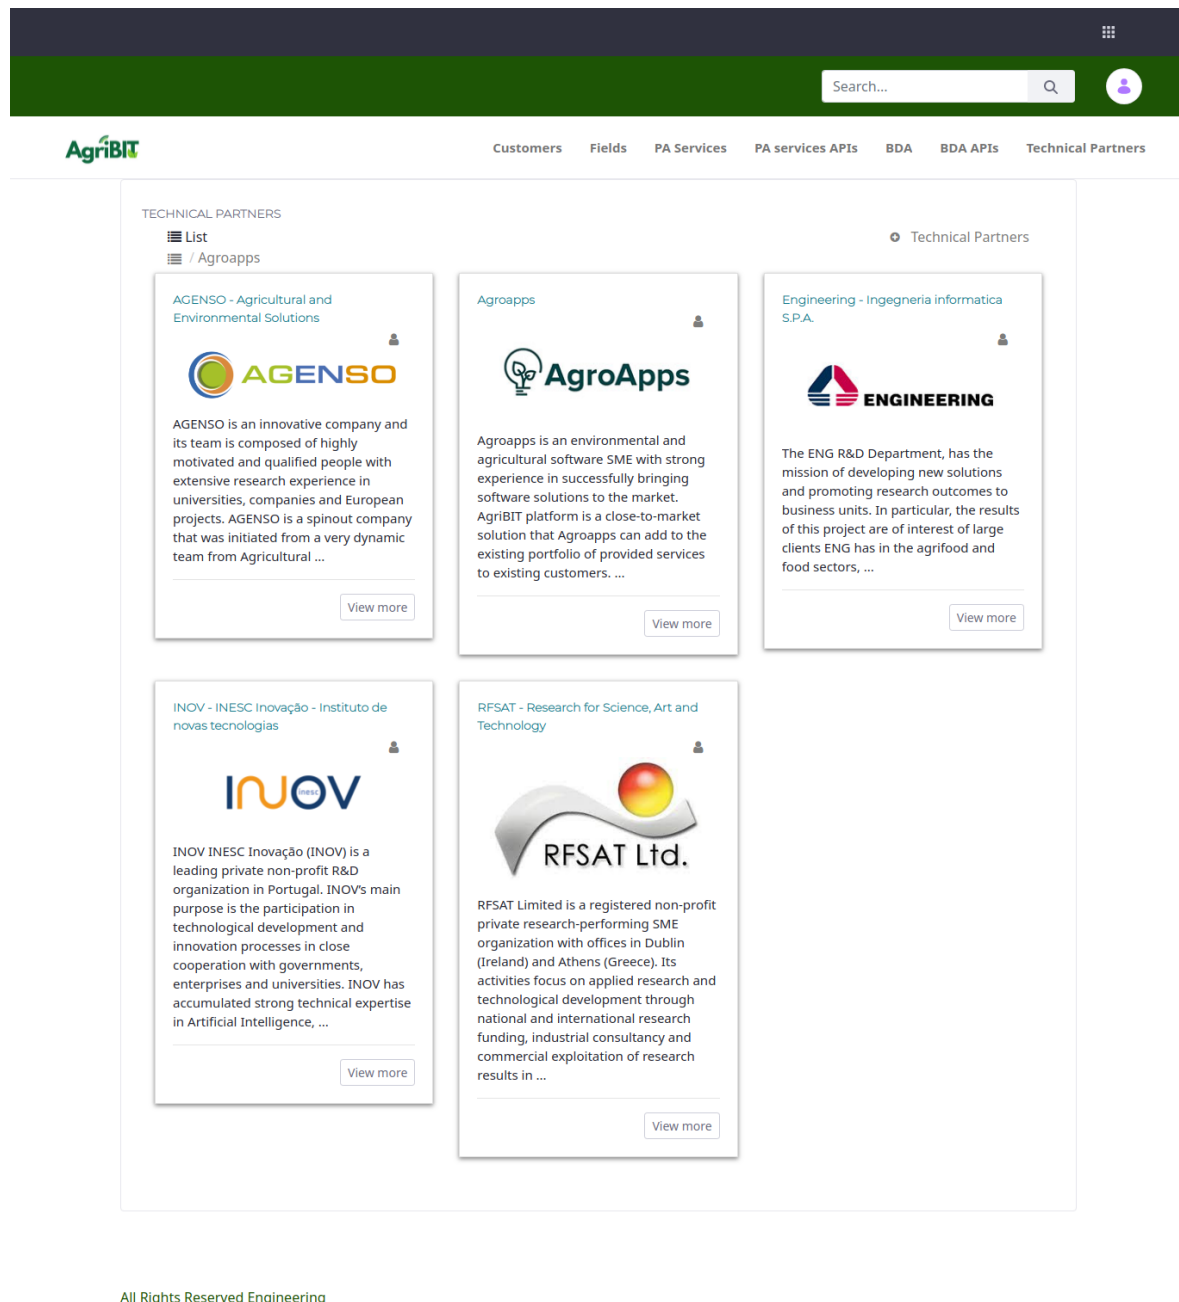 Search...
AgriBIT
Customers Fields PA Services PA services APIs BDA BDA APIs Technical Partners
TECHNICAL PARTNERS
List
Technical Partners
/ Agroapps
AGENSO - Agricultural and
Environmental Solutions
AGENSO
AGENSO is an innovative company and
its team is composed of highly
motivated and qualified people with
extensive research experience in
universities, companies and European
projects. AGENSO is a spinout company
that was initiated from a very dynamic
team from Agricultural ...
View more
Agroapps
AgroApps
Agroapps is an environmental and
agricultural software SME with strong
experience in successfully bringing
software solutions to the market.
AgriBIT platform is a close-to-market
solution that Agroapps can add to the
existing portfolio of provided services
to existing customers. ...
View more
Engineering - Ingegneria informatica
S.P.A.
ENGINEERING
The ENG R&D Department, has the
mission of developing new solutions
and promoting research outcomes to
business units. In particular, the results
of this project are of interest of large
clients ENG has in the agrifood and
food sectors, ...
View more
INOV - INESC Inovação - Instituto de
novas tecnologias
INOV
inesc
INOV INESC Inovação (INOV) is a
leading private non-profit R&D
organization in Portugal. INOV's main
purpose is the participation in
technological development and
innovation processes in close
cooperation with governments,
enterprises and universities. INOV has
accumulated strong technical expertise
in Artificial Intelligence, ...
View more
RFSAT - Research for Science, Art and
Technology
RFSAT Ltd.
RFSAT Limited is a registered non-profit
private research-performing SME
organization with offices in Dublin
(Ireland) and Athens (Greece). Its
activities focus on applied research and
technological development through
national and international research
funding, industrial consultancy and
commercial exploitation of research
results in ...
View more
All Rights Reserved Engineering